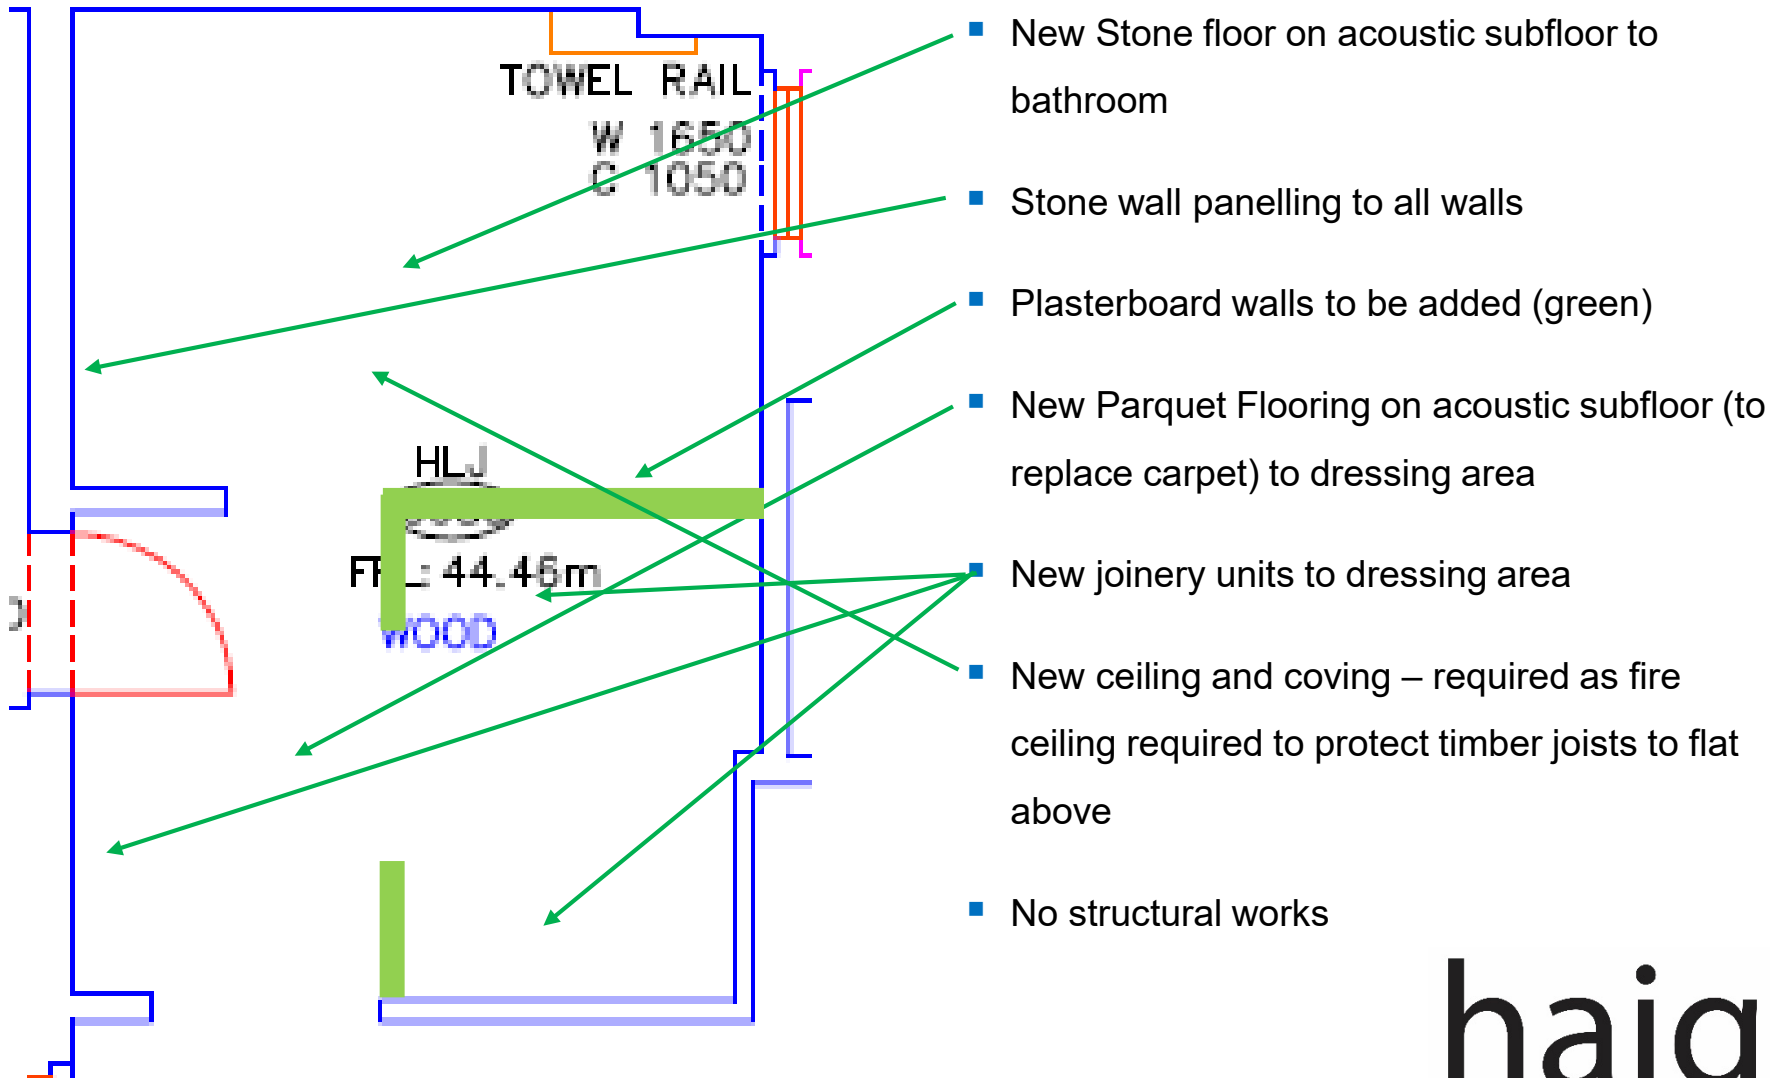 TOWEL RAIL
W 1650
C 1050
HLJ
44.46m
WOOD
New Stone floor on acoustic subfloor to
bathroom
Stone wall panelling to all walls
Plasterboard walls to be added (green)
New Parquet Flooring on acoustic subfloor (to
replace carpet) to dressing area
New joinery units to dressing area
New ceiling and coving – required as fire
ceiling required to protect timber joists to flat
above
No structural works
haig